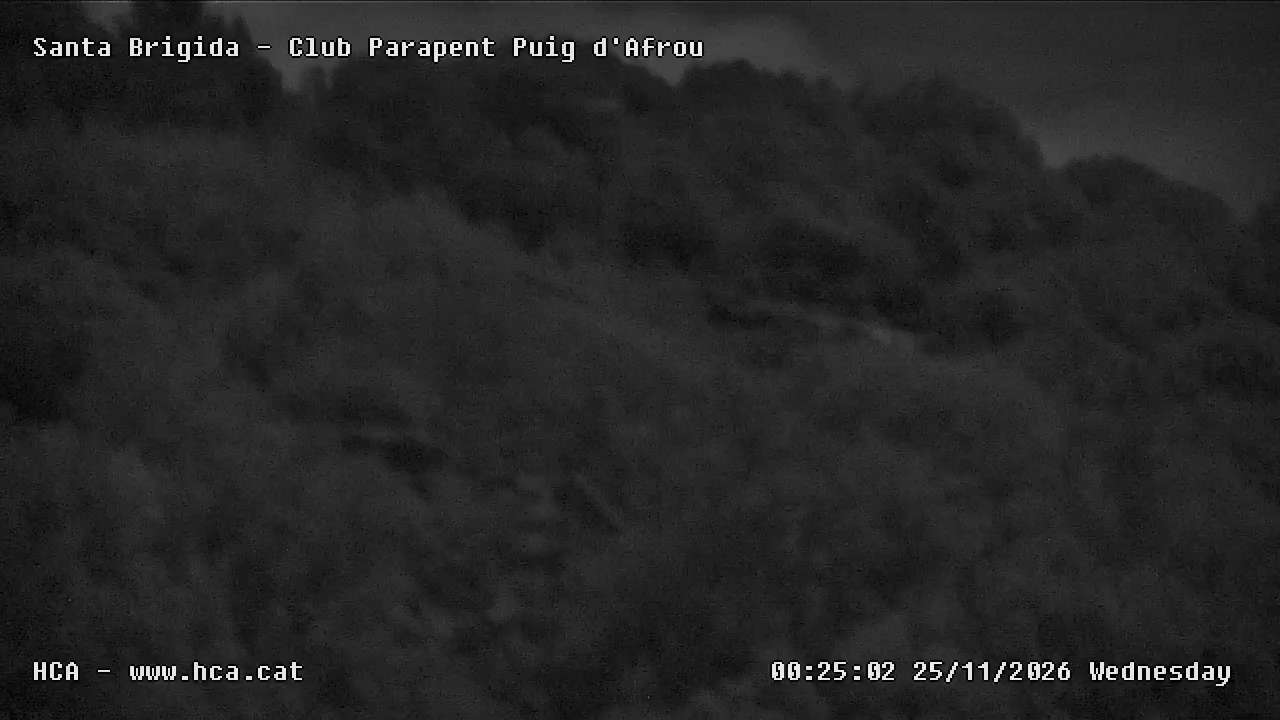 Santa Brigida - Club Parapent Puig d'Afrou
HCA - www.hca.cat
00:25:02 25/11/2026 Wednesday